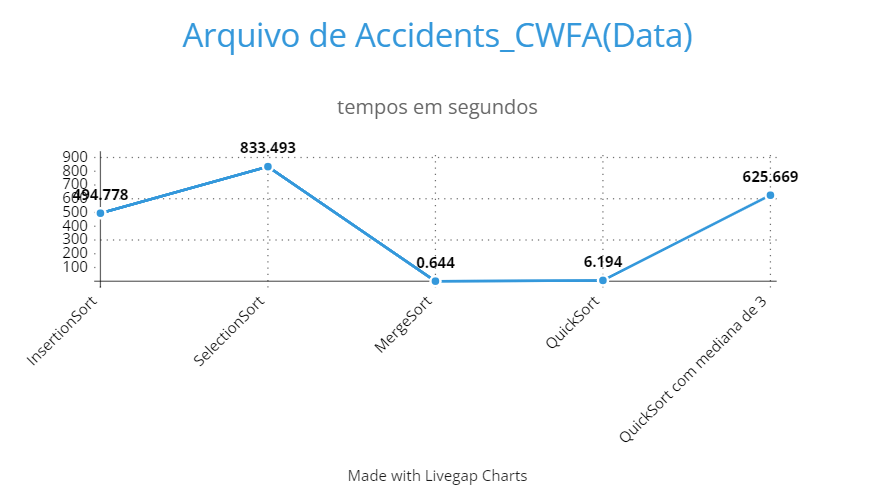 Arquivo de Accidents_CWFA(Data)
tempos em segundos
900
800
700
600
500
400
300
200
100
494.778
833.493
0.644
6.194
625.669
InsertionSort
SelectionSort
MergeSort
QuickSort
QuickSort com mediana de 3
Made with Livegap Charts